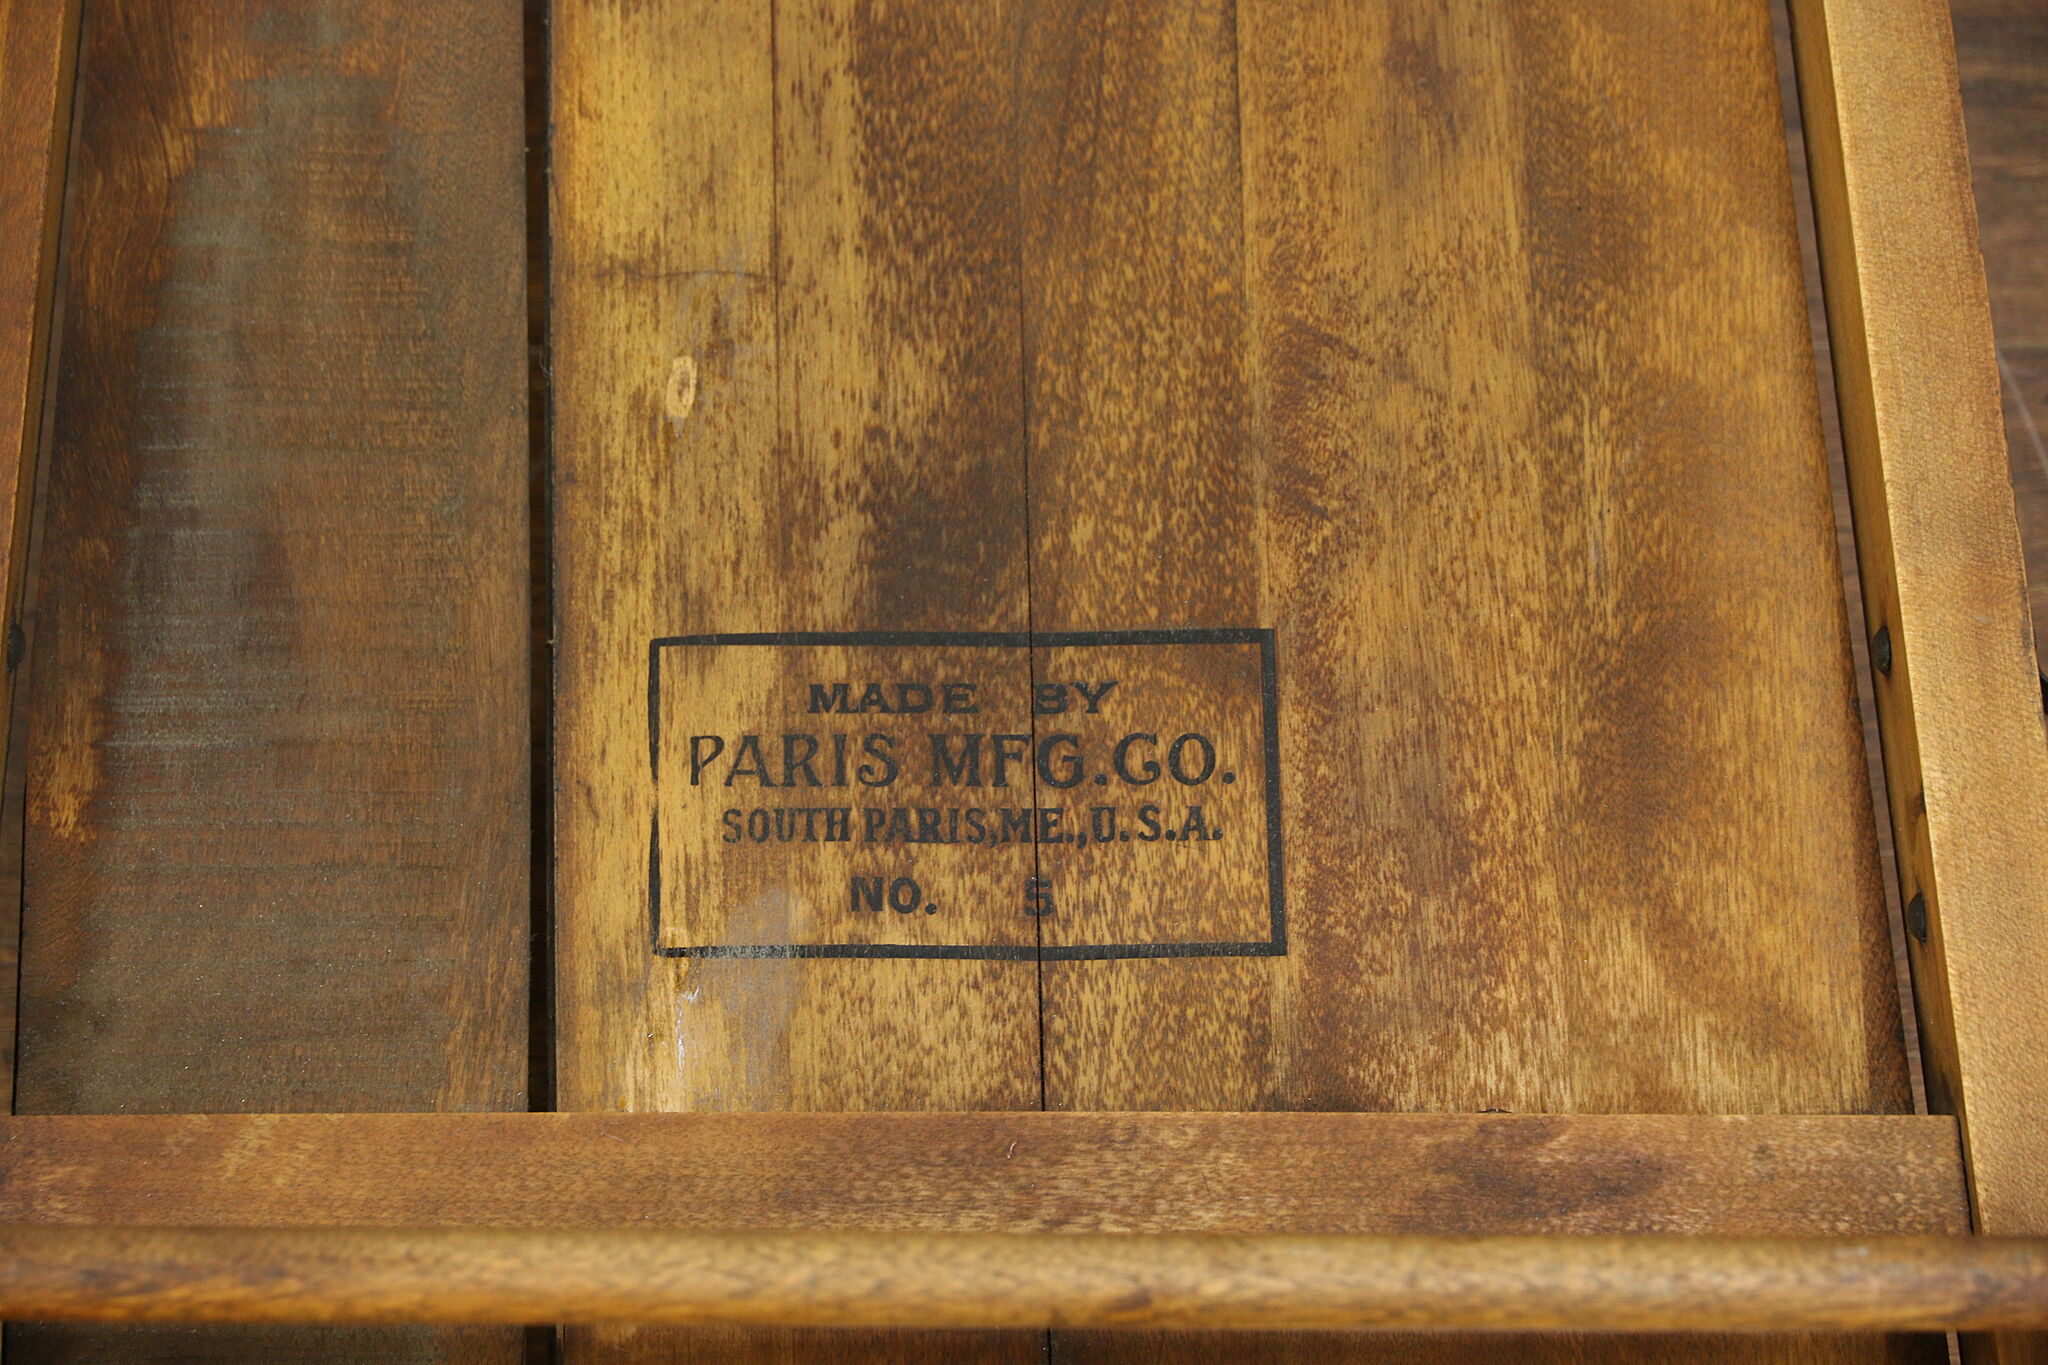 MADE BY
PARIS MFG. CO.
SOUTH PARIS, ME., U.S.A.
NO. 5